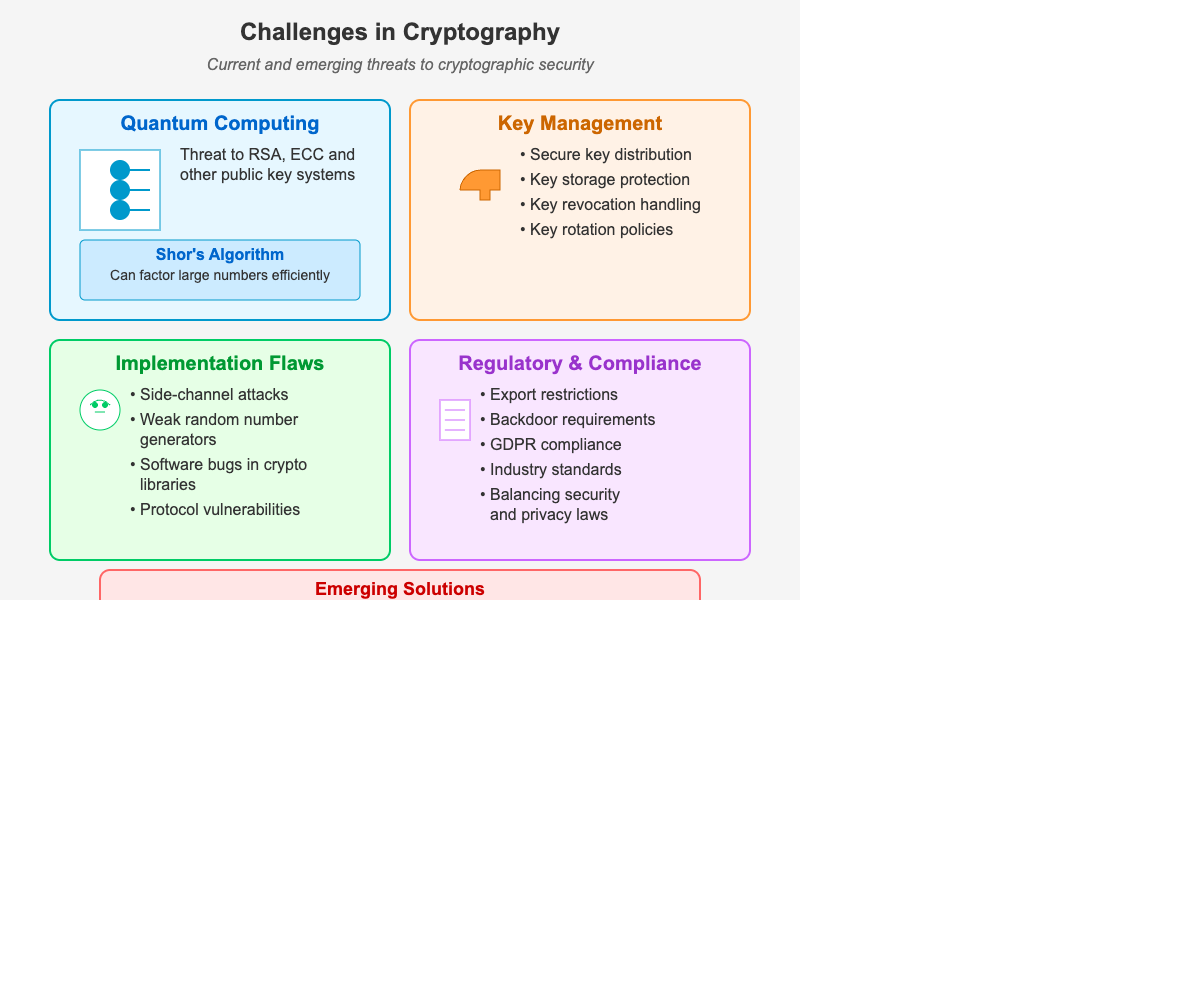 Challenges in Cryptography
Current and emerging threats to cryptographic security
Quantum Computing
Threat to RSA, ECC and
other public key systems
Shor's Algorithm
Can factor large numbers efficiently
Key Management
• Secure key distribution
• Key storage protection
• Key revocation handling
• Key rotation policies
Implementation Flaws
• Side-channel attacks
• Weak random number
generators
• Software bugs in crypto
libraries
• Protocol vulnerabilities
Regulatory & Compliance
• Export restrictions
• Backdoor requirements
• GDPR compliance
• Industry standards
• Balancing security
and privacy laws
Emerging Solutions